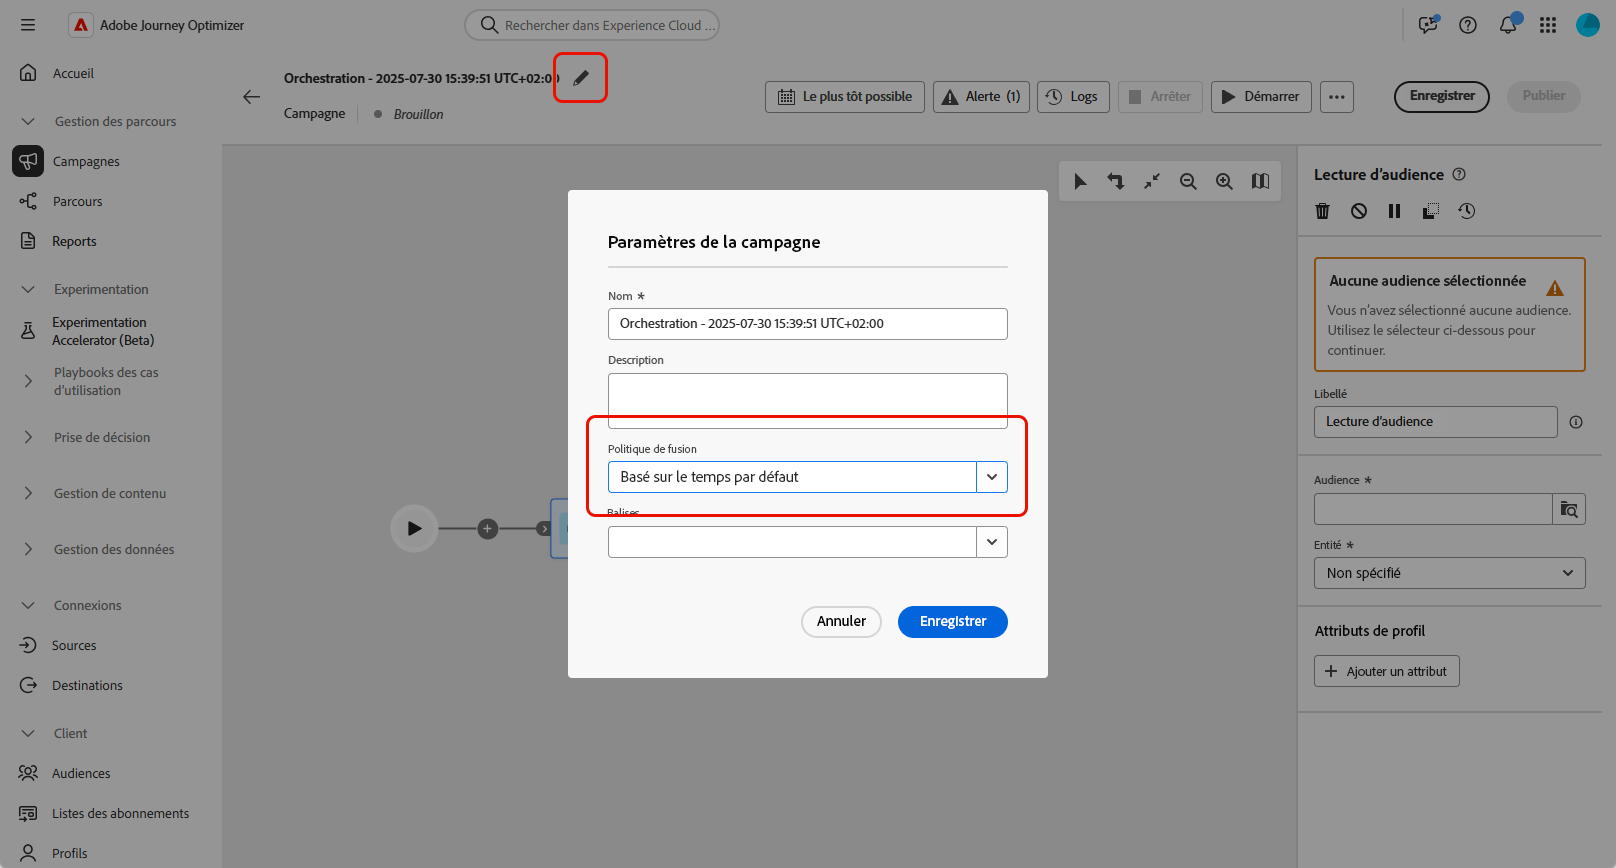 Adobe Journey Optimizer
Rechercher dans Experience Cloud ...
Accueil
Gestion des parcours
Campagnes
Parcours
Reports
Experimentation
Experimentation
Accelerator (Beta)
Playbooks des cas
d'utilisation
Prise de décision
Gestion de contenu
Gestion des données
Connexions
Sources
Destinations
Client
Audiences
Listes des abonnements
Profils
Orchestration - 2025-07-30 15:39:51 UTC+02:00
Campagne
Brouillon
Le plus tôt possible
Alerte (1)
Logs
Arrêter
Démarrer
Enregistrer
Publier
Paramètres de la campagne
Nom *
Orchestration - 2025-07-30 15:39:51 UTC+02:00
Description
Politique de fusion
Basé sur le temps par défaut
Balises
Annuler
Enregistrer
Lecture d'audience
Aucune audience sélectionnée
Vous n'avez sélectionné aucune audience.
Utilisez le sélecteur ci-dessous pour
continuer.
Libellé
Lecture d'audience
Audience *
Entité *
Non spécifié
Attributs de profil
Ajouter un attribut